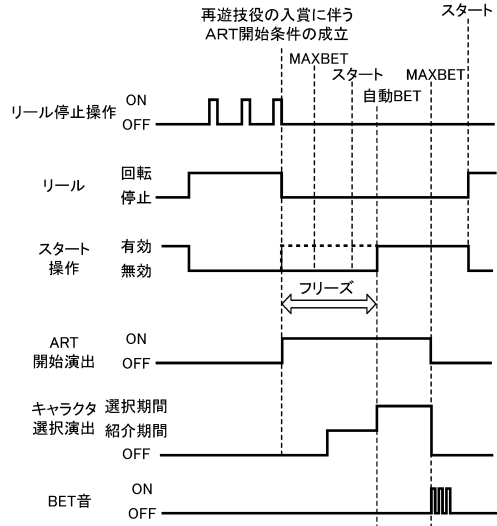 再遊技役の入賞に伴う
ART開始条件の成立
スタート
MAXBET
スタート
自動BET
MAXBET
リール停止操作
ON
OFF
リール
回転
停止
スタート
操作
有効
無効
フリーズ
ART
開始演出
ON
OFF
キャラクタ
選択演出
選択期間
紹介期間
OFF
BET音
ON
OFF